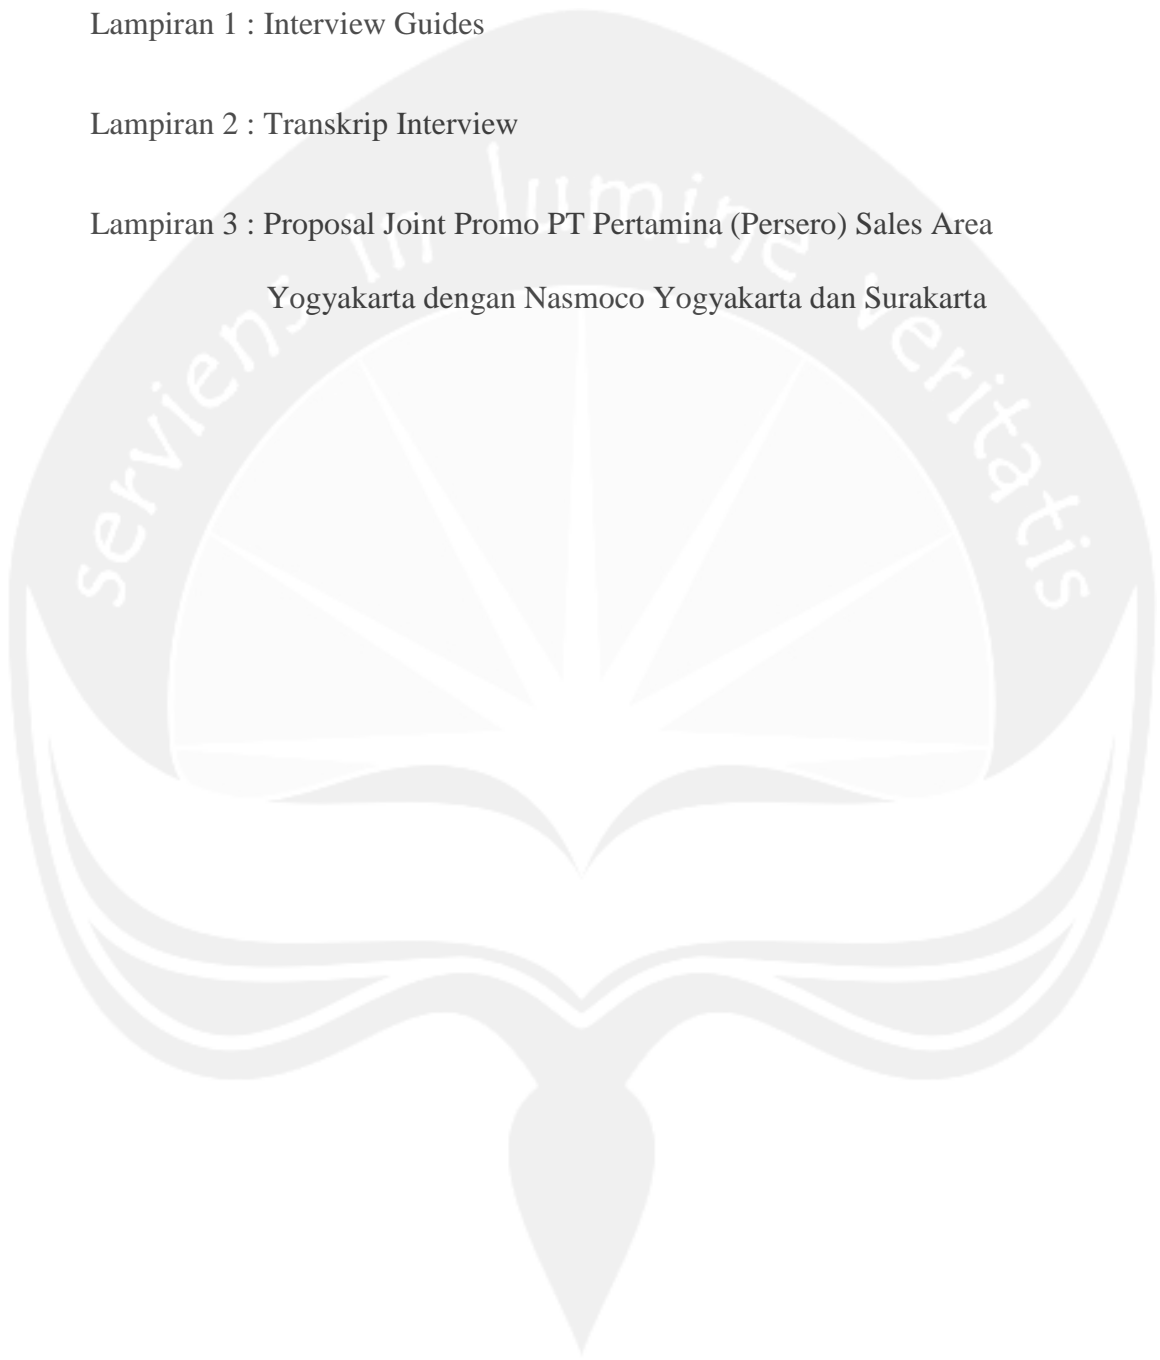 Lampiran 1 : Interview Guides
Lampiran 2 : Transkrip Interview
Lampiran 3 : Proposal Joint Promo PT Pertamina (Persero) Sales Area
Yogyakarta dengan Nasmoco Yogyakarta dan Surakarta
serviens in lumine veritatis